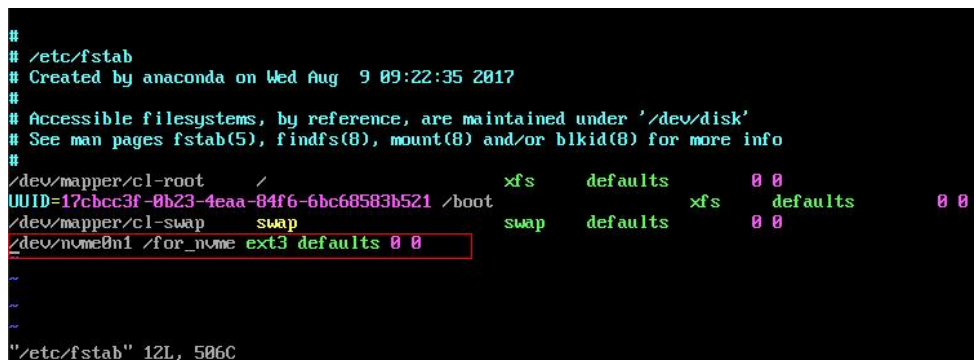 #
# /etc/fstab
# Created by anaconda on Wed Aug  9 09:22:35 2017
#
# Accessible filesystems, by reference, are maintained under '/dev/disk'
# See man pages fstab(5), findfs(8), mount(8) and/or blkid(8) for more info
#
/dev/mapper/cl-root     /                       xfs     defaults        0 0
UUID=17cbcc3f-0b23-4eaa-84f6-6bc68583b521 /boot                   xfs     defaults        0 0
/dev/mapper/cl-swap     swap                    swap    defaults        0 0
/dev/nvme0n1 /for_nvme ext3 defaults 0 0
~
~
~
~
"/etc/fstab" 12L, 506C